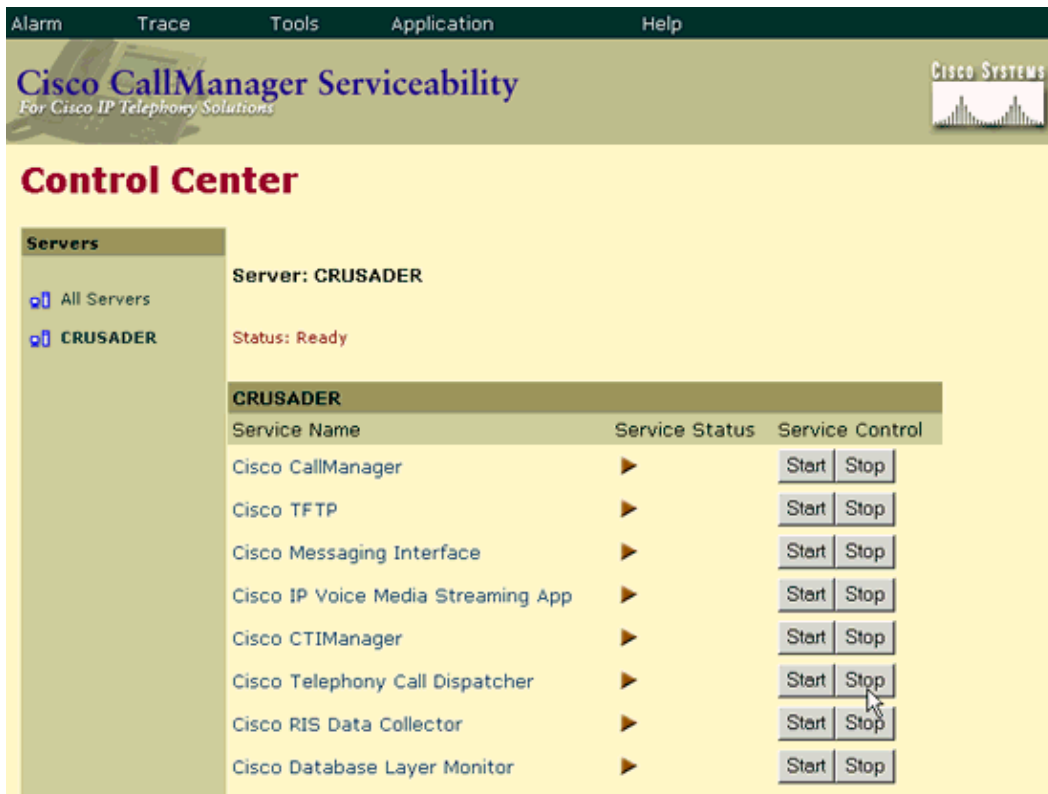 Alarm Trace Tools Application Help
Cisco CallManager Serviceability
For Cisco IP Telephony Solutions
CISCO SYSTEMS
Control Center
Servers
All Servers
CRUSADER
Server: CRUSADER
Status: Ready
CRUSADER
Service Name Service Status Service Control
Cisco CallManager Start Stop
Cisco TFTP Start Stop
Cisco Messaging Interface Start Stop
Cisco IP Voice Media Streaming App Start Stop
Cisco CTIManager Start Stop
Cisco Telephony Call Dispatcher Start Stop
Cisco RIS Data Collector Start Stop
Cisco Database Layer Monitor Start Stop